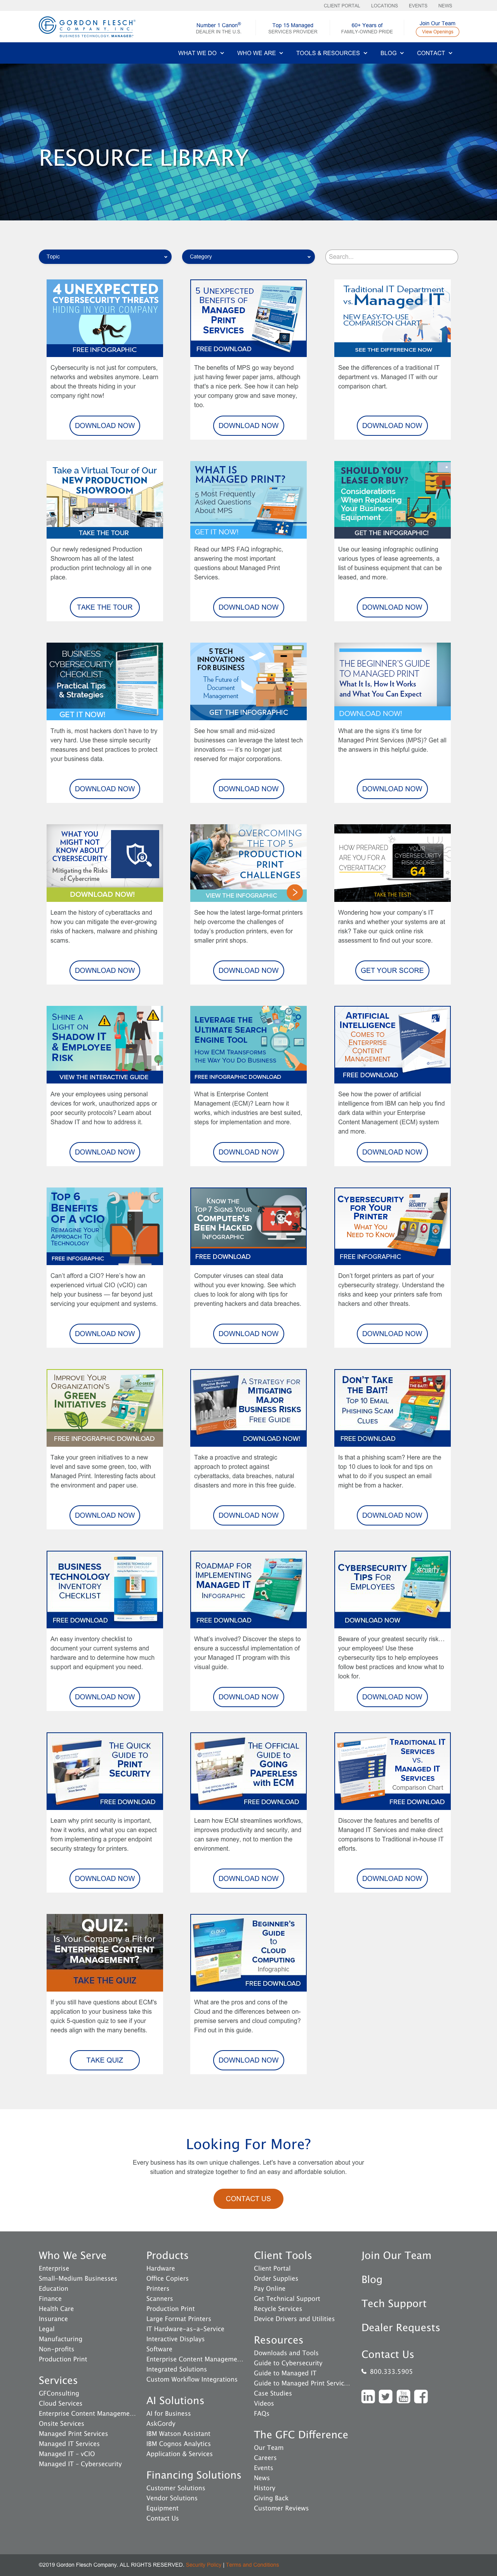 CLIENT PORTAL LOCATIONS EVENTS NEWS
GORDON FLESCH
COMPANY, INC.
BUSINESS TECHNOLOGY, MANAGED.
Number 1 Canon®
DEALER IN THE U.S.
Top 15 Managed
SERVICES PROVIDER
60+ Years of
FAMILY-OWNED PRIDE
Join Our Team
View Openings
WHAT WE DO WHO WE ARE TOOLS & RESOURCES BLOG CONTACT
RESOURCE LIBRARY
Topic
Category
Search...
4 UNEXPECTED
CYBERSECURITY THREATS
HIDING IN YOUR COMPANY
FREE INFOGRAPHIC
Cybersecurity is not just for computers,
networks and websites anymore. Learn
about the threats hiding in your
company right now!
DOWNLOAD NOW
5 UNEXPECTED
BENEFITS OF
MANAGED
PRINT
SERVICES
FREE DOWNLOAD
The benefits of MPS go way beyond
just having fewer paper jams, although
that's a nice perk. See how it can help
your company grow and save money,
too.
DOWNLOAD NOW
Traditional IT Department
vs. Managed IT
NEW EASY-TO-USE
COMPARISON CHART
SEE THE DIFFERENCE NOW
See the differences of a traditional IT
department vs. Managed IT with our
comparison chart.
DOWNLOAD NOW
Take a Virtual Tour of Our
NEW PRODUCTION
SHOWROOM
TAKE THE TOUR
Our newly redesigned Production
Showroom has all of the latest
production print technology all in one
place.
TAKE THE TOUR
WHAT IS
MANAGED PRINT?
5 Most Frequently
Asked Questions
About MPS
GET IT NOW!
Read our MPS FAQ infographic,
answering the most important
questions about Managed Print
Services.
DOWNLOAD NOW
SHOULD YOU
LEASE OR BUY?
Considerations
When Replacing
Your Business
Equipment
GET THE INFOGRAPHIC!
Use our leasing infographic outlining
various types of lease agreements, a
list of business equipment that can be
leased, and more.
DOWNLOAD NOW
BUSINESS
CYBERSECURITY
CHECKLIST
Practical Tips
& Strategies
GET IT NOW!
Truth is, most hackers don't have to try
very hard. Use these simple security
measures and best practices to protect
your business data.
DOWNLOAD NOW
5 TECH
INNOVATIONS
FOR BUSINESS
The Future of
Document
Management
GET THE INFOGRAPHIC
See how small and mid-sized
businesses can leverage the latest tech
innovations — it's no longer just
reserved for major corporations.
DOWNLOAD NOW
THE BEGINNER'S GUIDE
TO MANAGED PRINT
What It Is, How It Works
and What You Can Expect
DOWNLOAD NOW!
What are the signs it's time for
Managed Print Services (MPS)? Get all
the answers in this helpful guide.
DOWNLOAD NOW
WHAT YOU
MIGHT NOT
KNOW ABOUT
CYBERSECURITY
Mitigating the Risks
of Cybercrime
DOWNLOAD NOW!
Learn the history of cyberattacks and
how you can mitigate the ever-growing
risks of hackers, malware and phishing
scams.
DOWNLOAD NOW
OVERCOMING
THE TOP 5
PRODUCTION
PRINT
CHALLENGES
VIEW THE INFOGRAPHIC
See how the latest large-format printers
help overcome the challenges of
today's production printers, even for
smaller print shops.
DOWNLOAD NOW
HOW PREPARED
ARE YOU FOR A
CYBERATTACK?
YOUR
CYBERSECURITY
RISK SCORE
64
TAKE THE TEST!
Wondering how your company's IT
ranks and whether your systems are at
risk? Take our quick online risk
assessment to find out your score.
GET YOUR SCORE
SHINE A
LIGHT ON
SHADOW IT
& EMPLOYEE
RISK
VIEW THE INTERACTIVE GUIDE
Are your employees using personal
devices for work, unauthorized apps or
poor security protocols? Learn about
Shadow IT and how to address it.
DOWNLOAD NOW
LEVERAGE THE
ULTIMATE SEARCH
ENGINE TOOL
HOW ECM TRANSFORMS
THE WAY YOU DO BUSINESS
FREE INFOGRAPHIC DOWNLOAD
What is Enterprise Content
Management (ECM)? Learn how it
works, which industries are best suited,
steps for implementation and more.
DOWNLOAD NOW
ARTIFICIAL
INTELLIGENCE
COMES TO
ENTERPRISE
CONTENT
MANAGEMENT
FREE DOWNLOAD
See how the power of artificial
intelligence from IBM can help you find
dark data within your Enterprise
Content Management (ECM) system
and more.
DOWNLOAD NOW
TOP 6
BENEFITS
OF A VCIO
REIMAGINE YOUR
APPROACH TO
TECHNOLOGY
FREE INFOGRAPHIC
Can't afford a CIO? Here's how an
experienced virtual CIO (vCIO) can
help your business — far beyond just
servicing your equipment and systems.
DOWNLOAD NOW
KNOW THE
TOP 7 SIGNS YOUR
COMPUTER'S
BEEN HACKED
INFOGRAPHIC
FREE DOWNLOAD
Computer viruses can steal data
without you ever knowing. See which
clues to look for along with tips for
preventing hackers and data breaches.
DOWNLOAD NOW
CYBERSECURITY
FOR YOUR
PRINTER
WHAT YOU
NEED TO KNOW
FREE INFOGRAPHIC
Don't forget printers as part of your
cybersecurity strategy. Understand the
risks and keep your printers safe from
hackers and other threats.
DOWNLOAD NOW
IMPROVE YOUR
ORGANIZATION'S
GREEN
INITIATIVES
FREE INFOGRAPHIC DOWNLOAD
Take your green initiatives to a new
level and save some green, too, with
Managed Print. Interesting facts about
the environment and paper use.
DOWNLOAD NOW
A STRATEGY FOR
MITIGATING
MAJOR
BUSINESS RISKS
FREE GUIDE
DOWNLOAD NOW!
Take a proactive and strategic
approach to protect against
cyberattacks, data breaches, natural
disasters and more in this free guide.
DOWNLOAD NOW
DON'T TAKE
THE BAIT!
TOP 10 EMAIL
PHISHING SCAM
CLUES
FREE DOWNLOAD
Is that a phishing scam? Here are the
top 10 clues to look for and tips on
what to do if you suspect an email
might be from a hacker.
DOWNLOAD NOW
BUSINESS
TECHNOLOGY
INVENTORY
CHECKLIST
FREE DOWNLOAD
An easy inventory checklist to
document your current systems and
hardware and to determine how much
support and equipment you need.
DOWNLOAD NOW
ROADMAP FOR
IMPLEMENTING
MANAGED IT
INFOGRAPHIC
FREE DOWNLOAD
What's involved? Discover the steps to
ensure a successful implementation of
your Managed IT program with this
visual guide.
DOWNLOAD NOW
CYBERSECURITY
TIPS FOR
EMPLOYEES
DOWNLOAD NOW
Beware of your greatest security risk…
your employees! Use these
cybersecurity tips to help employees
follow best practices and know what to
look for.
DOWNLOAD NOW
THE QUICK
GUIDE TO
PRINT
SECURITY
FREE DOWNLOAD
Learn why print security is important,
how it works, and what you can expect
from implementing a proper endpoint
security strategy for printers.
DOWNLOAD NOW
THE OFFICIAL
GUIDE to
GOING
PAPERLESS
with ECM
FREE DOWNLOAD
Learn how ECM streamlines workflows,
improves productivity and security, and
can save money, not to mention the
environment.
DOWNLOAD NOW
TRADITIONAL IT
SERVICES
VS.
MANAGED IT
SERVICES
Comparison Chart
FREE DOWNLOAD
Discover the features and benefits of
Managed IT Services and make direct
comparisons to Traditional in-house IT
efforts.
DOWNLOAD NOW
QUIZ:
Is Your Company a Fit for
ENTERPRISE CONTENT
MANAGEMENT?
TAKE THE QUIZ
If you still have questions about ECM's
application to your business take this
quick 5-question quiz to see if your
needs align with the many benefits.
TAKE QUIZ
BEGINNER'S
GUIDE
to
CLOUD
COMPUTING
Infographic
FREE DOWNLOAD
What are the pros and cons of the
Cloud and the differences between on-
premise servers and cloud computing?
Find out in this guide.
DOWNLOAD NOW
Looking For More?
Every business has its own unique challenges. Let's have a conversation about your
situation and strategize together to find an easy and affordable solution.
CONTACT US
Who We Serve
Enterprise
Small-Medium Businesses
Education
Finance
Health Care
Insurance
Legal
Manufacturing
Non-profits
Production Print
Services
GFConsulting
Cloud Services
Enterprise Content Manageme...
Onsite Services
Managed Print Services
Managed IT Services
Managed IT - vCIO
Managed IT - Cybersecurity
Products
Hardware
Office Copiers
Printers
Scanners
Production Print
Large Format Printers
IT Hardware-as-a-Service
Interactive Displays
Software
Enterprise Content Manageme...
Integrated Solutions
Custom Workflow Integrations
AI Solutions
AI for Business
AskGordy
IBM Watson Assistant
IBM Cognos Analytics
Application & Services
Financing Solutions
Customer Solutions
Vendor Solutions
Equipment
Contact Us
Client Tools
Client Portal
Order Supplies
Pay Online
Get Technical Support
Recycle Services
Device Drivers and Utilities
Resources
Downloads and Tools
Guide to Cybersecurity
Guide to Managed IT
Guide to Managed Print Servic...
Case Studies
Videos
FAQs
The GFC Difference
Our Team
Careers
Events
News
History
Giving Back
Customer Reviews
Join Our Team
Blog
Tech Support
Dealer Requests
Contact Us
800.333.5905
©2019 Gordon Flesch Company. ALL RIGHTS RESERVED. Security Policy | Terms and Conditions